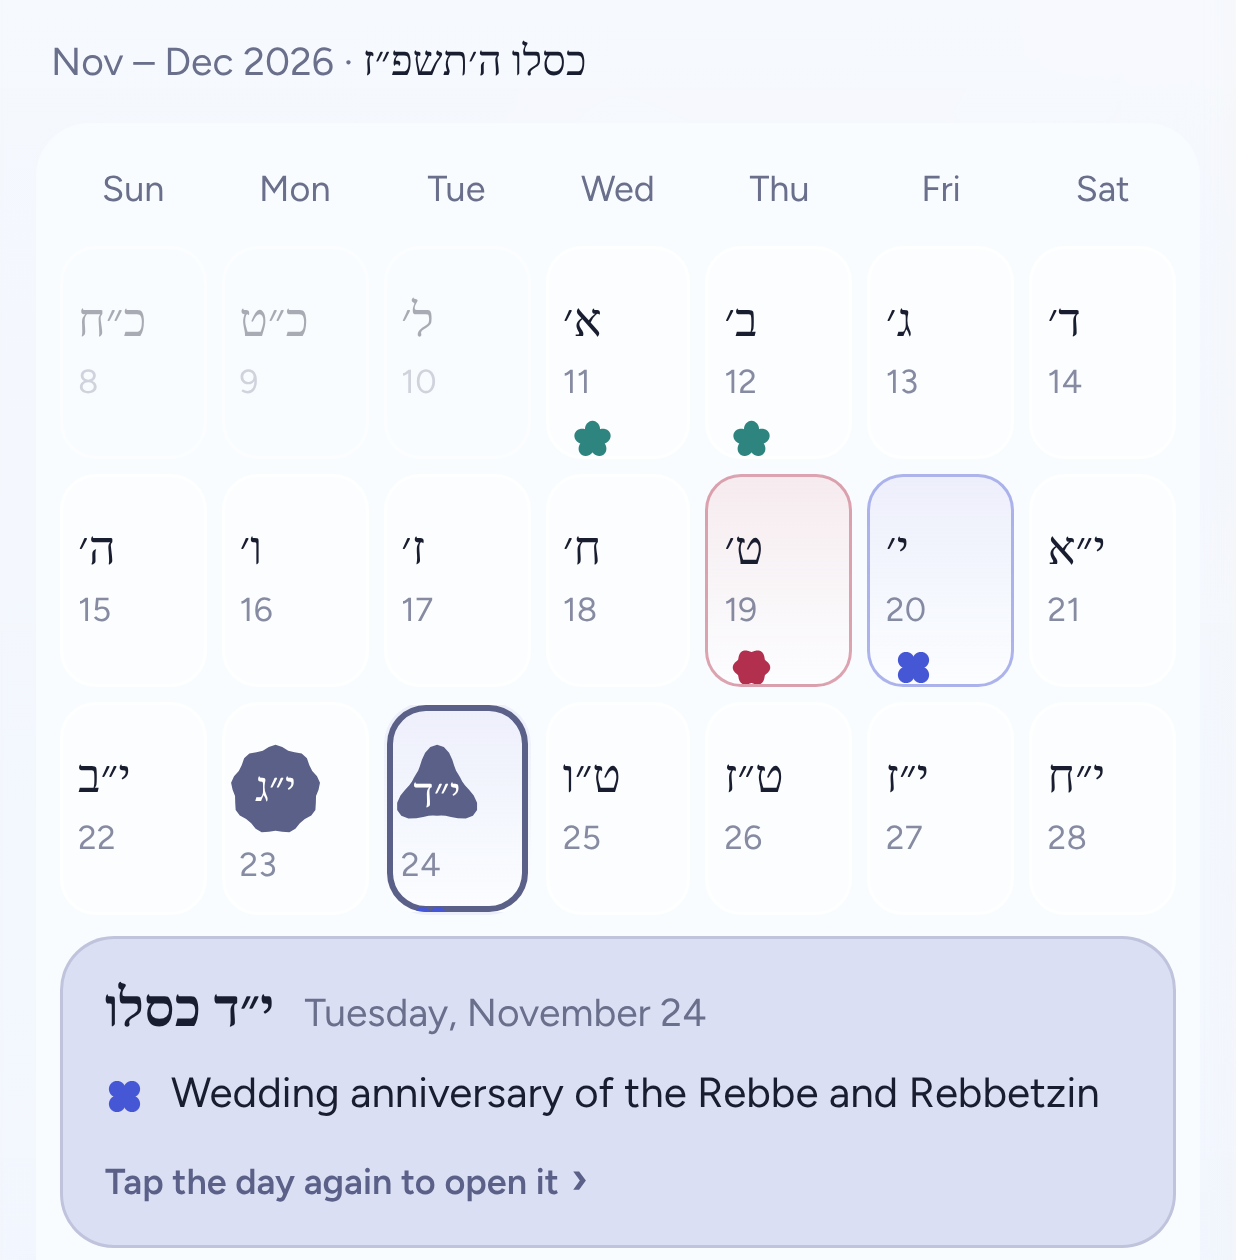 Nov – Dec 2026 · כסלו ה׳תשפ״ז
Sun Mon Tue Wed Thu Fri Sat
כ״ח כ״ט ל׳ א׳ ב׳ ג׳ ד׳
8 9 10 11 12 13 14
ה׳ ו׳ ז׳ ח׳ ט׳ י׳ י״א
15 16 17 18 19 20 21
י״ב י״ג י״ד ט״ו ט״ז י״ז י״ח
22 23 24 25 26 27 28
י״ד כסלו Tuesday, November 24
Wedding anniversary of the Rebbe and Rebbetzin
Tap the day again to open it ›